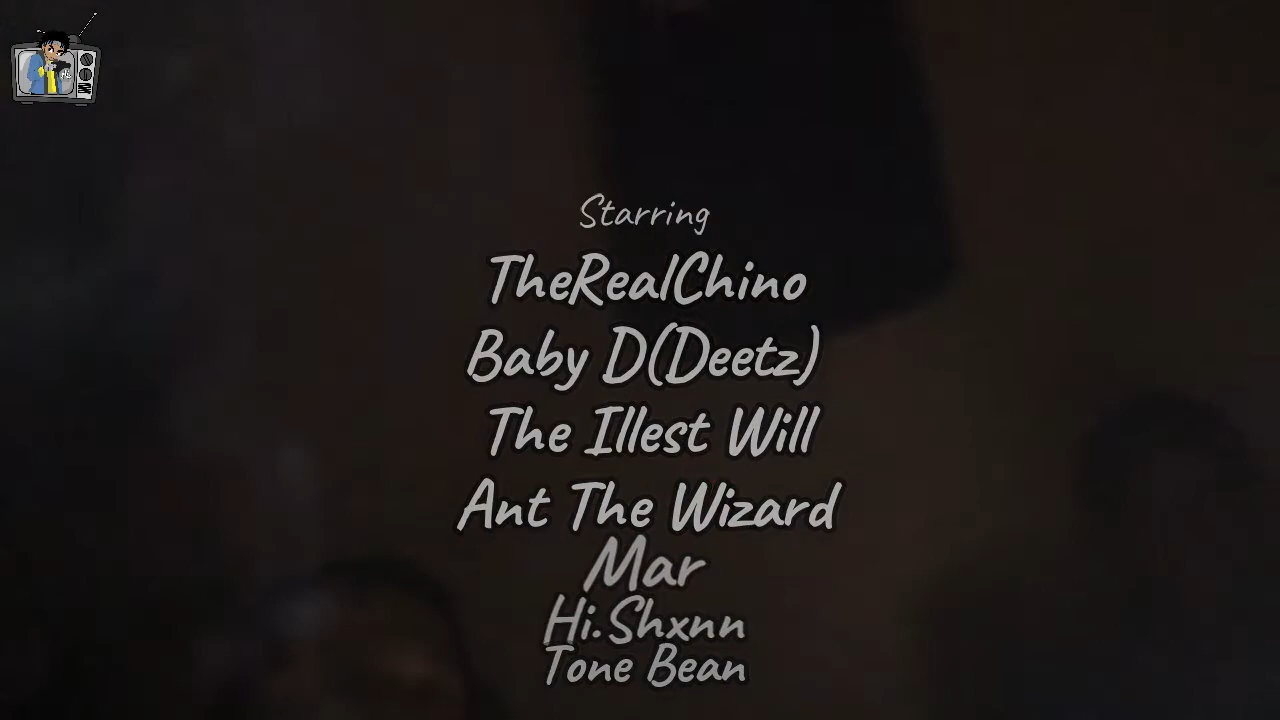 Starring
TheRealChino
Baby D(Deetz)
The Illest Will
Ant The Wizard
Mar
Hi.Shxnn
Tone Bean